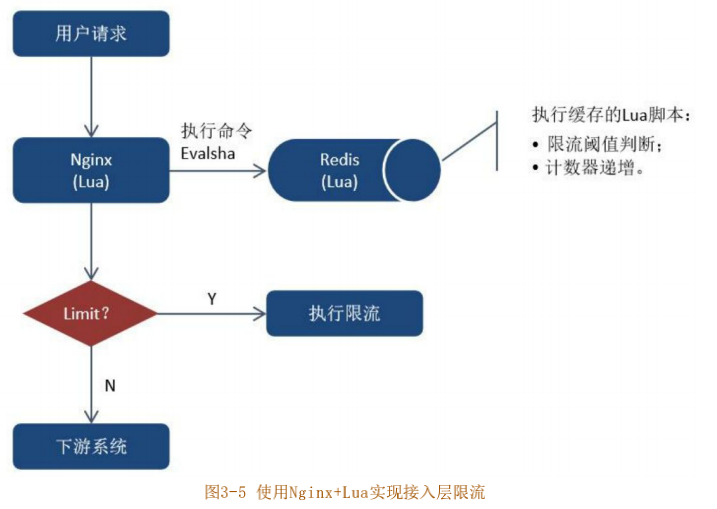 用户请求
执行命令
Evalsha
Nginx
(Lua)
Redis
(Lua)
执行缓存的Lua脚本：
• 限流阈值判断；
• 计数器递增。
Limit？
Y
执行限流
N
下游系统
图3-5 使用Nginx+Lua实现接入层限流